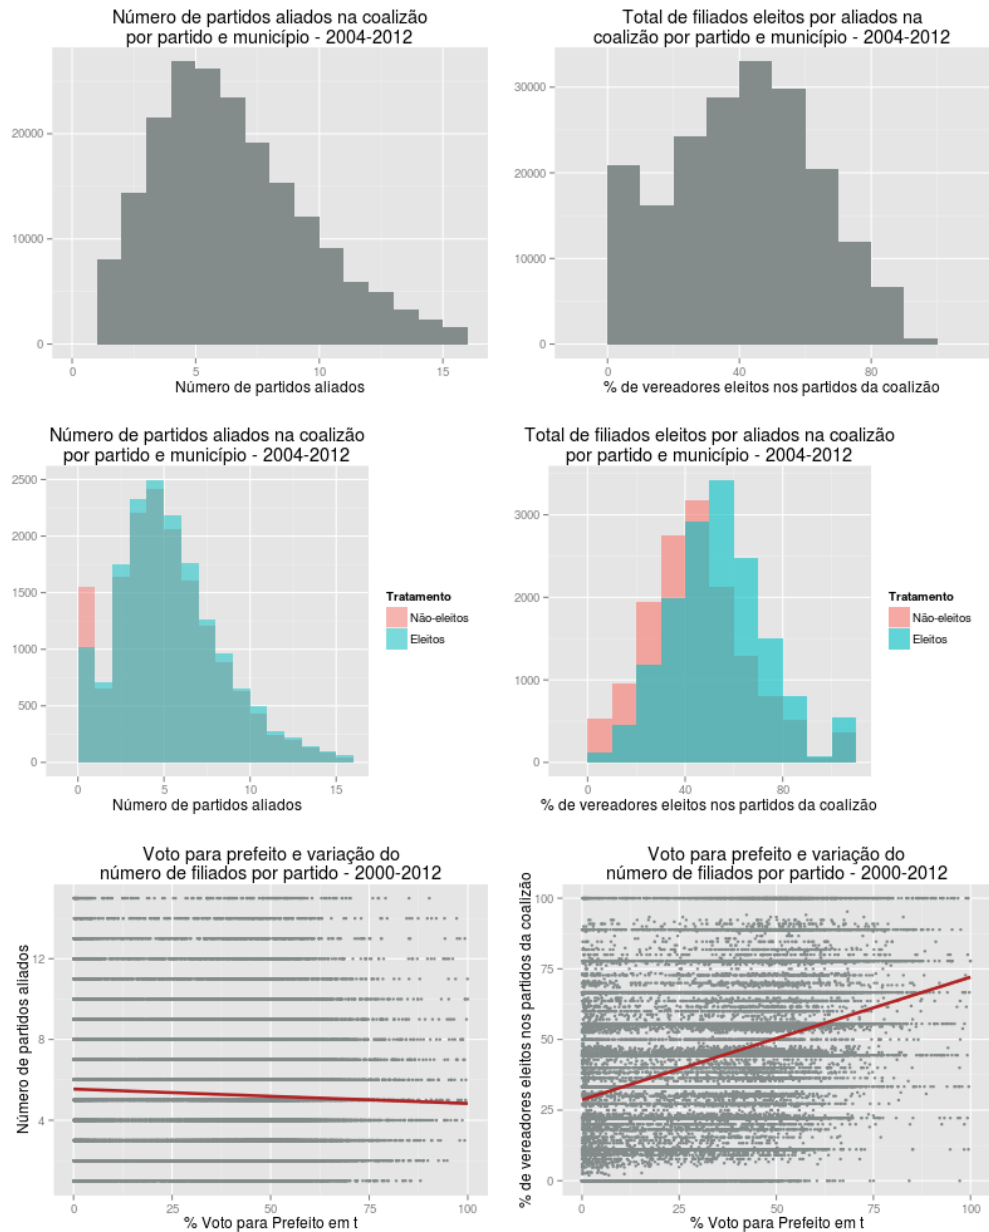 Número de partidos aliados na coalizão
por partido e município - 2004-2012
20000
10000
0
0
5
10
15
Número de partidos aliados
Total de filiados eleitos por aliados na
coalizão por partido e município - 2004-2012
30000
20000
10000
0
0
40
80
% de vereadores eleitos nos partidos da coalizão
Número de partidos aliados na coalizão
por partido e município - 2004-2012
2500
2000
1500
1000
500
0
0
5
10
15
Número de partidos aliados
Tratamento
Não-eleitos
Eleitos
Total de filiados eleitos por aliados na coalizão
por partido e município - 2004-2012
3000
2000
1000
0
0
40
80
% de vereadores eleitos nos partidos da coalizão
Tratamento
Não-eleitos
Eleitos
Voto para prefeito e variação do
número de filiados por partido - 2000-2012
Número de partidos aliados
12
8
4
0
25
50
75
100
% Voto para Prefeito em t
Voto para prefeito e variação do
número de filiados por partido - 2000-2012
% de vereadores eleitos nos partidos da coalizão
100
75
50
25
0
0
25
50
75
100
% Voto para Prefeito em t